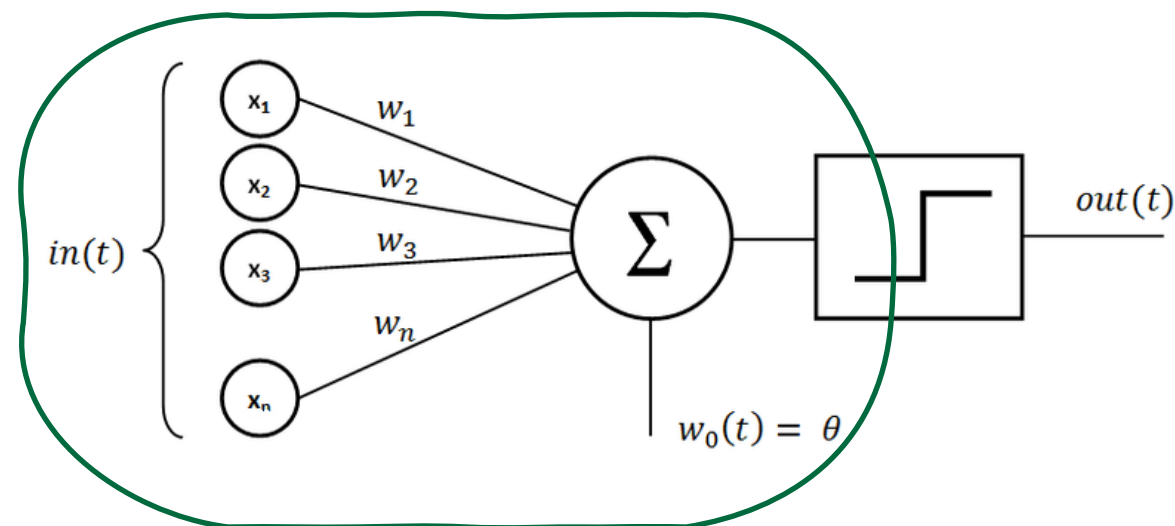 x₁
w₁
x₂
w₂
in(t)
x₃
w₃
Σ
out(t)
wₙ
xₙ
w₀(t) = θ